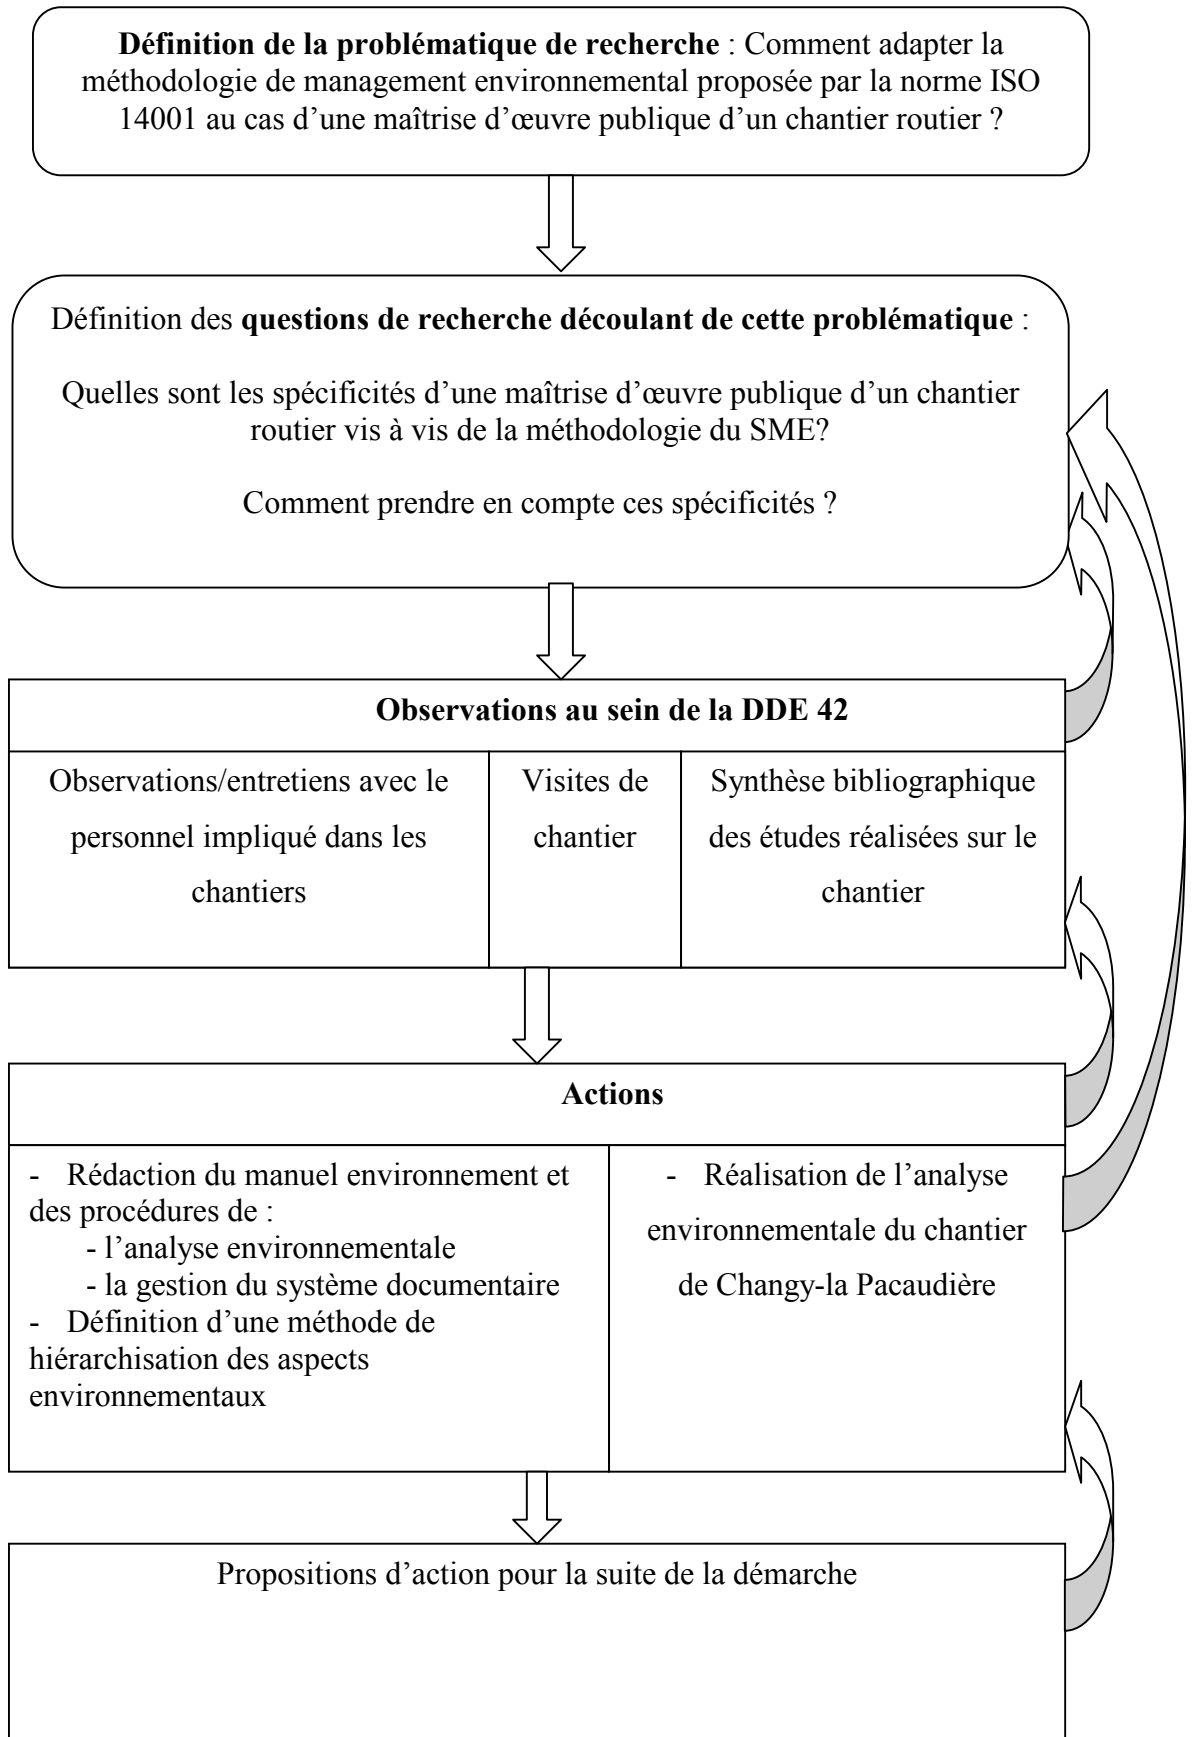 Définition de la problématique de recherche : Comment adapter la
méthodologie de management environnemental proposée par la norme ISO
14001 au cas d’une maîtrise d’œuvre publique d’un chantier routier ?
Définition des questions de recherche découlant de cette problématique :
Quelles sont les spécificités d’une maîtrise d’œuvre publique d’un chantier
routier vis à vis de la méthodologie du SME?
Comment prendre en compte ces spécificités ?
Observations au sein de la DDE 42
Observations/entretiens avec le
personnel impliqué dans les
chantiers
Visites de
chantier
Synthèse bibliographique
des études réalisées sur le
chantier
Actions
- Rédaction du manuel environnement et
des procédures de :
- l’analyse environnementale
- la gestion du système documentaire
- Définition d’une méthode de
hiérarchisation des aspects
environnementaux
- Réalisation de l’analyse
environnementale du chantier
de Changy-la Pacaudière
Propositions d’action pour la suite de la démarche